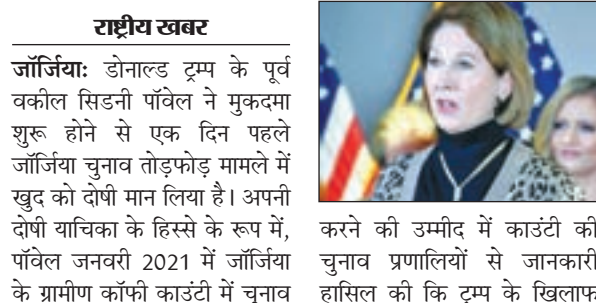 राष्ट्रीय खबर
जॉर्जियाः डोनाल्ड ट्रम्प के पूर्व
वकील सिडनी पॉवेल ने मुकदमा
शुरू होने से एक दिन पहले
जॉर्जिया चुनाव तोड़फोड़ मामले में
खुद को दोषी मान लिया है। अपनी
दोषी याचिका के हिस्से के रूप में,
पॉवेल जनवरी 2021 में जॉर्जिया
के ग्रामीण कॉफी काउंटी में चुनाव
करने की उम्मीद में काउंटी की
चुनाव प्रणालियों से जानकारी
हासिल की कि ट्रम्प के खिलाफ